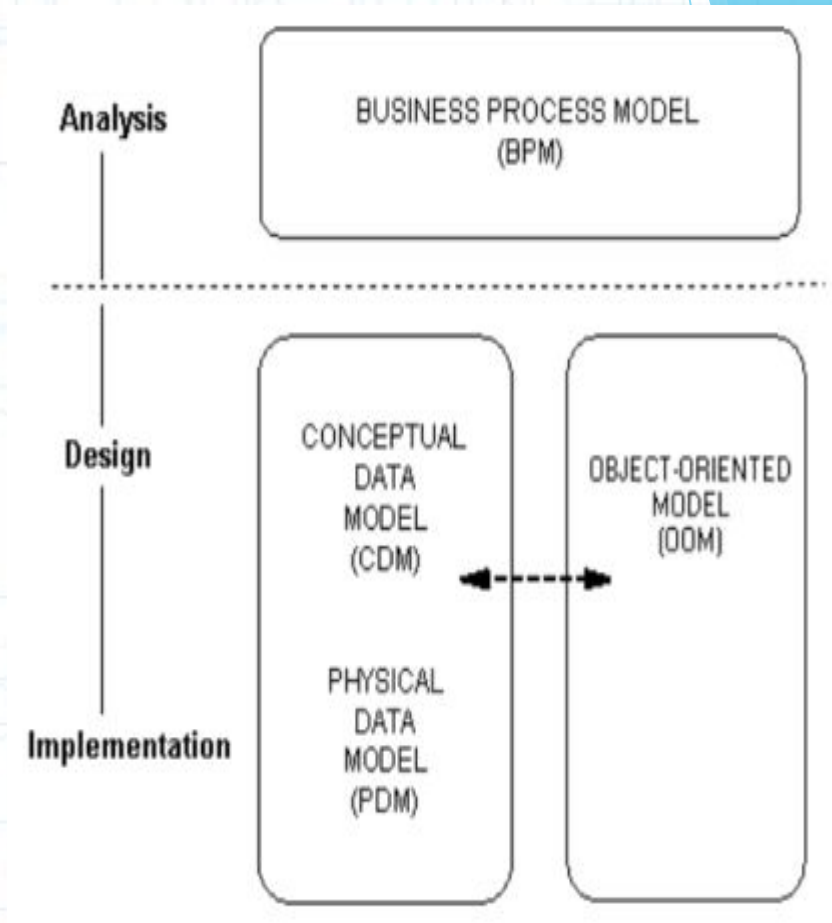 Analysis
BUSINESS PROCESS MODEL
(BPM)
Design
CONCEPTUAL
DATA
MODEL
(CDM)
OBJECT-ORIENTED
MODEL
(OOM)
Implementation
PHYSICAL
DATA
MODEL
(PDM)